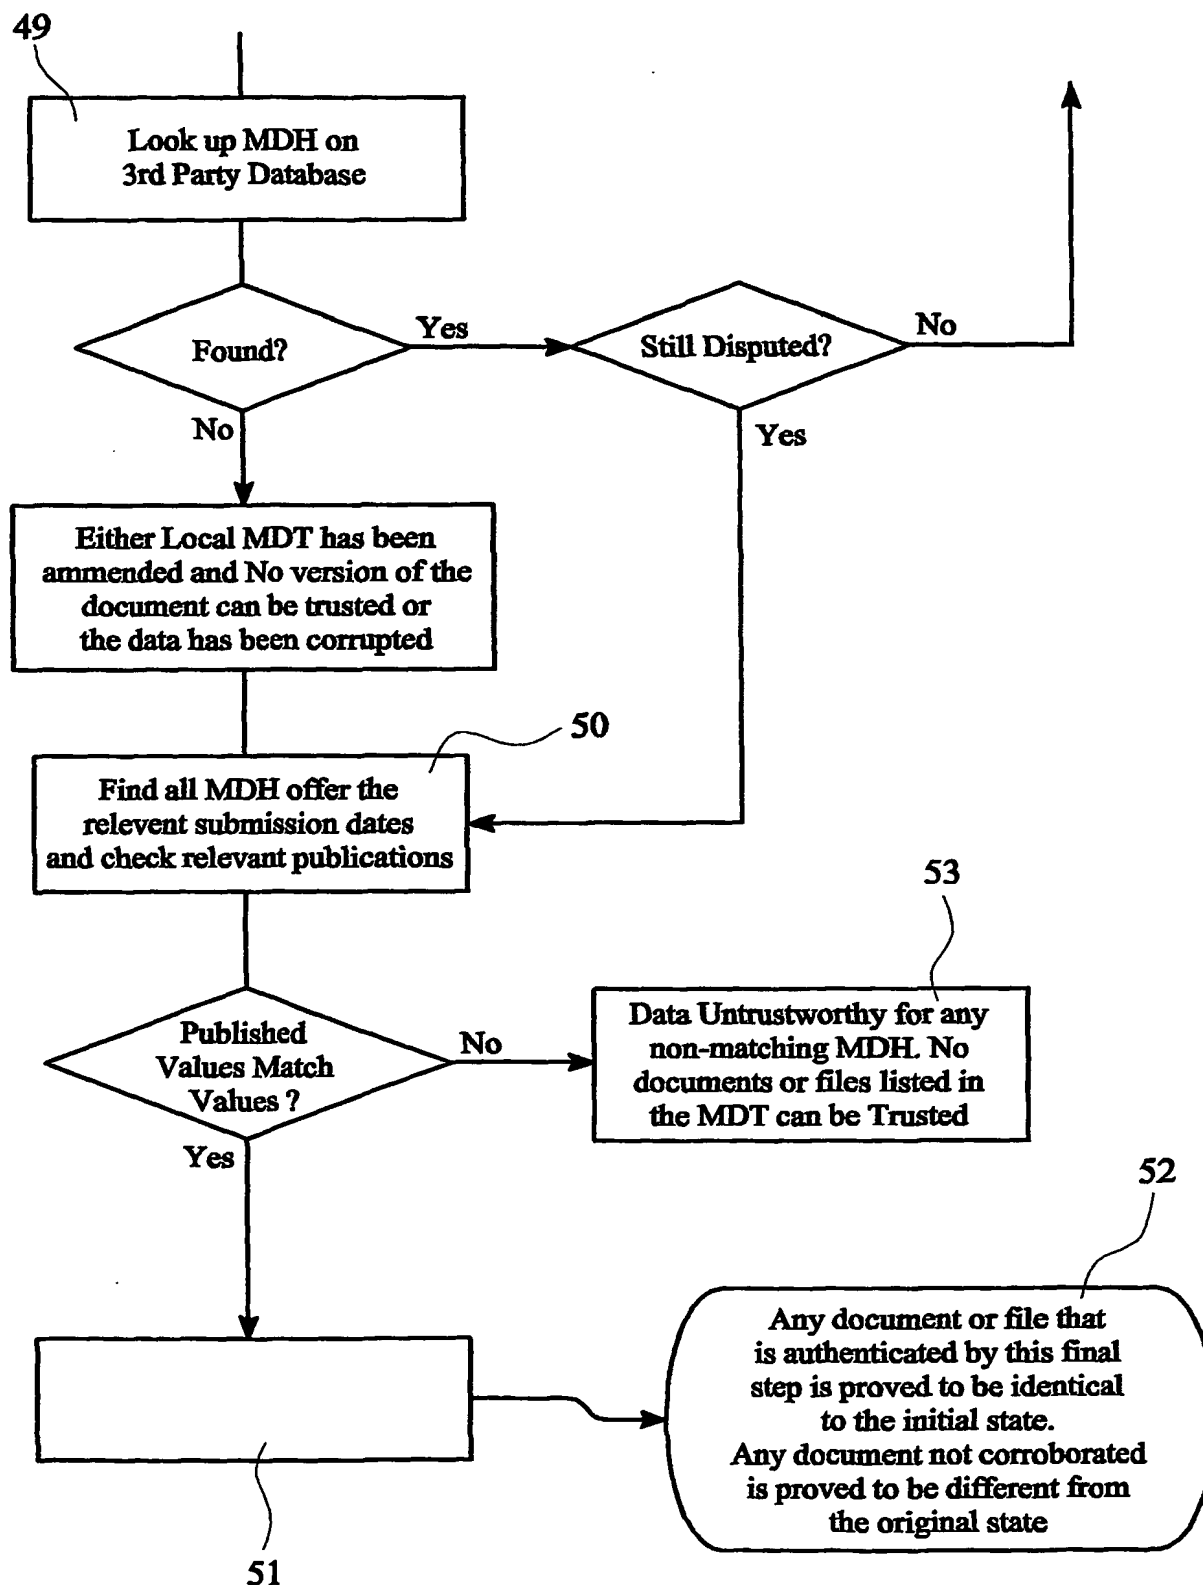 49
Look up MDH on
3rd Party Database
Found?
Yes
Still Disputed?
No
No
Yes
Either Local MDT has been
ammended and No version of the
document can be trusted or
the data has been corrupted
50
Find all MDH offer the
relevent submission dates
and check relevant publications
53
Published
Values Match
Values ?
No
Data Untrustworthy for any
non-matching MDH. No
documents or files listed in
the MDT can be Trusted
Yes
52
Any document or file that
is authenticated by this final
step is proved to be identical
to the initial state.
Any document not corroborated
is proved to be different from
the original state
51